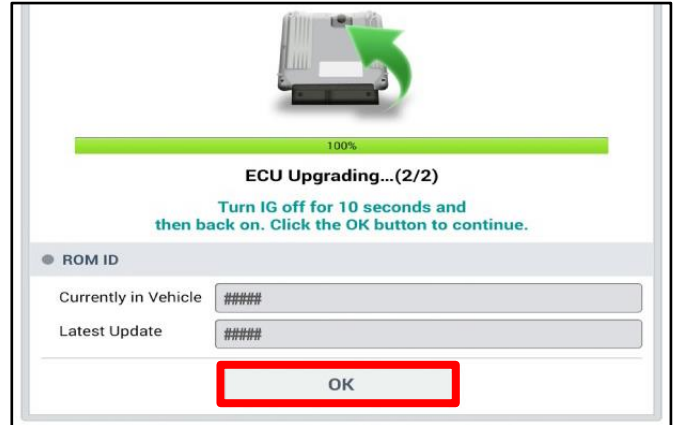 100%
ECU Upgrading...(2/2)
Turn IG off for 10 seconds and
then back on. Click the OK button to continue.
ROM ID
Currently in Vehicle #####
Latest Update #####
OK